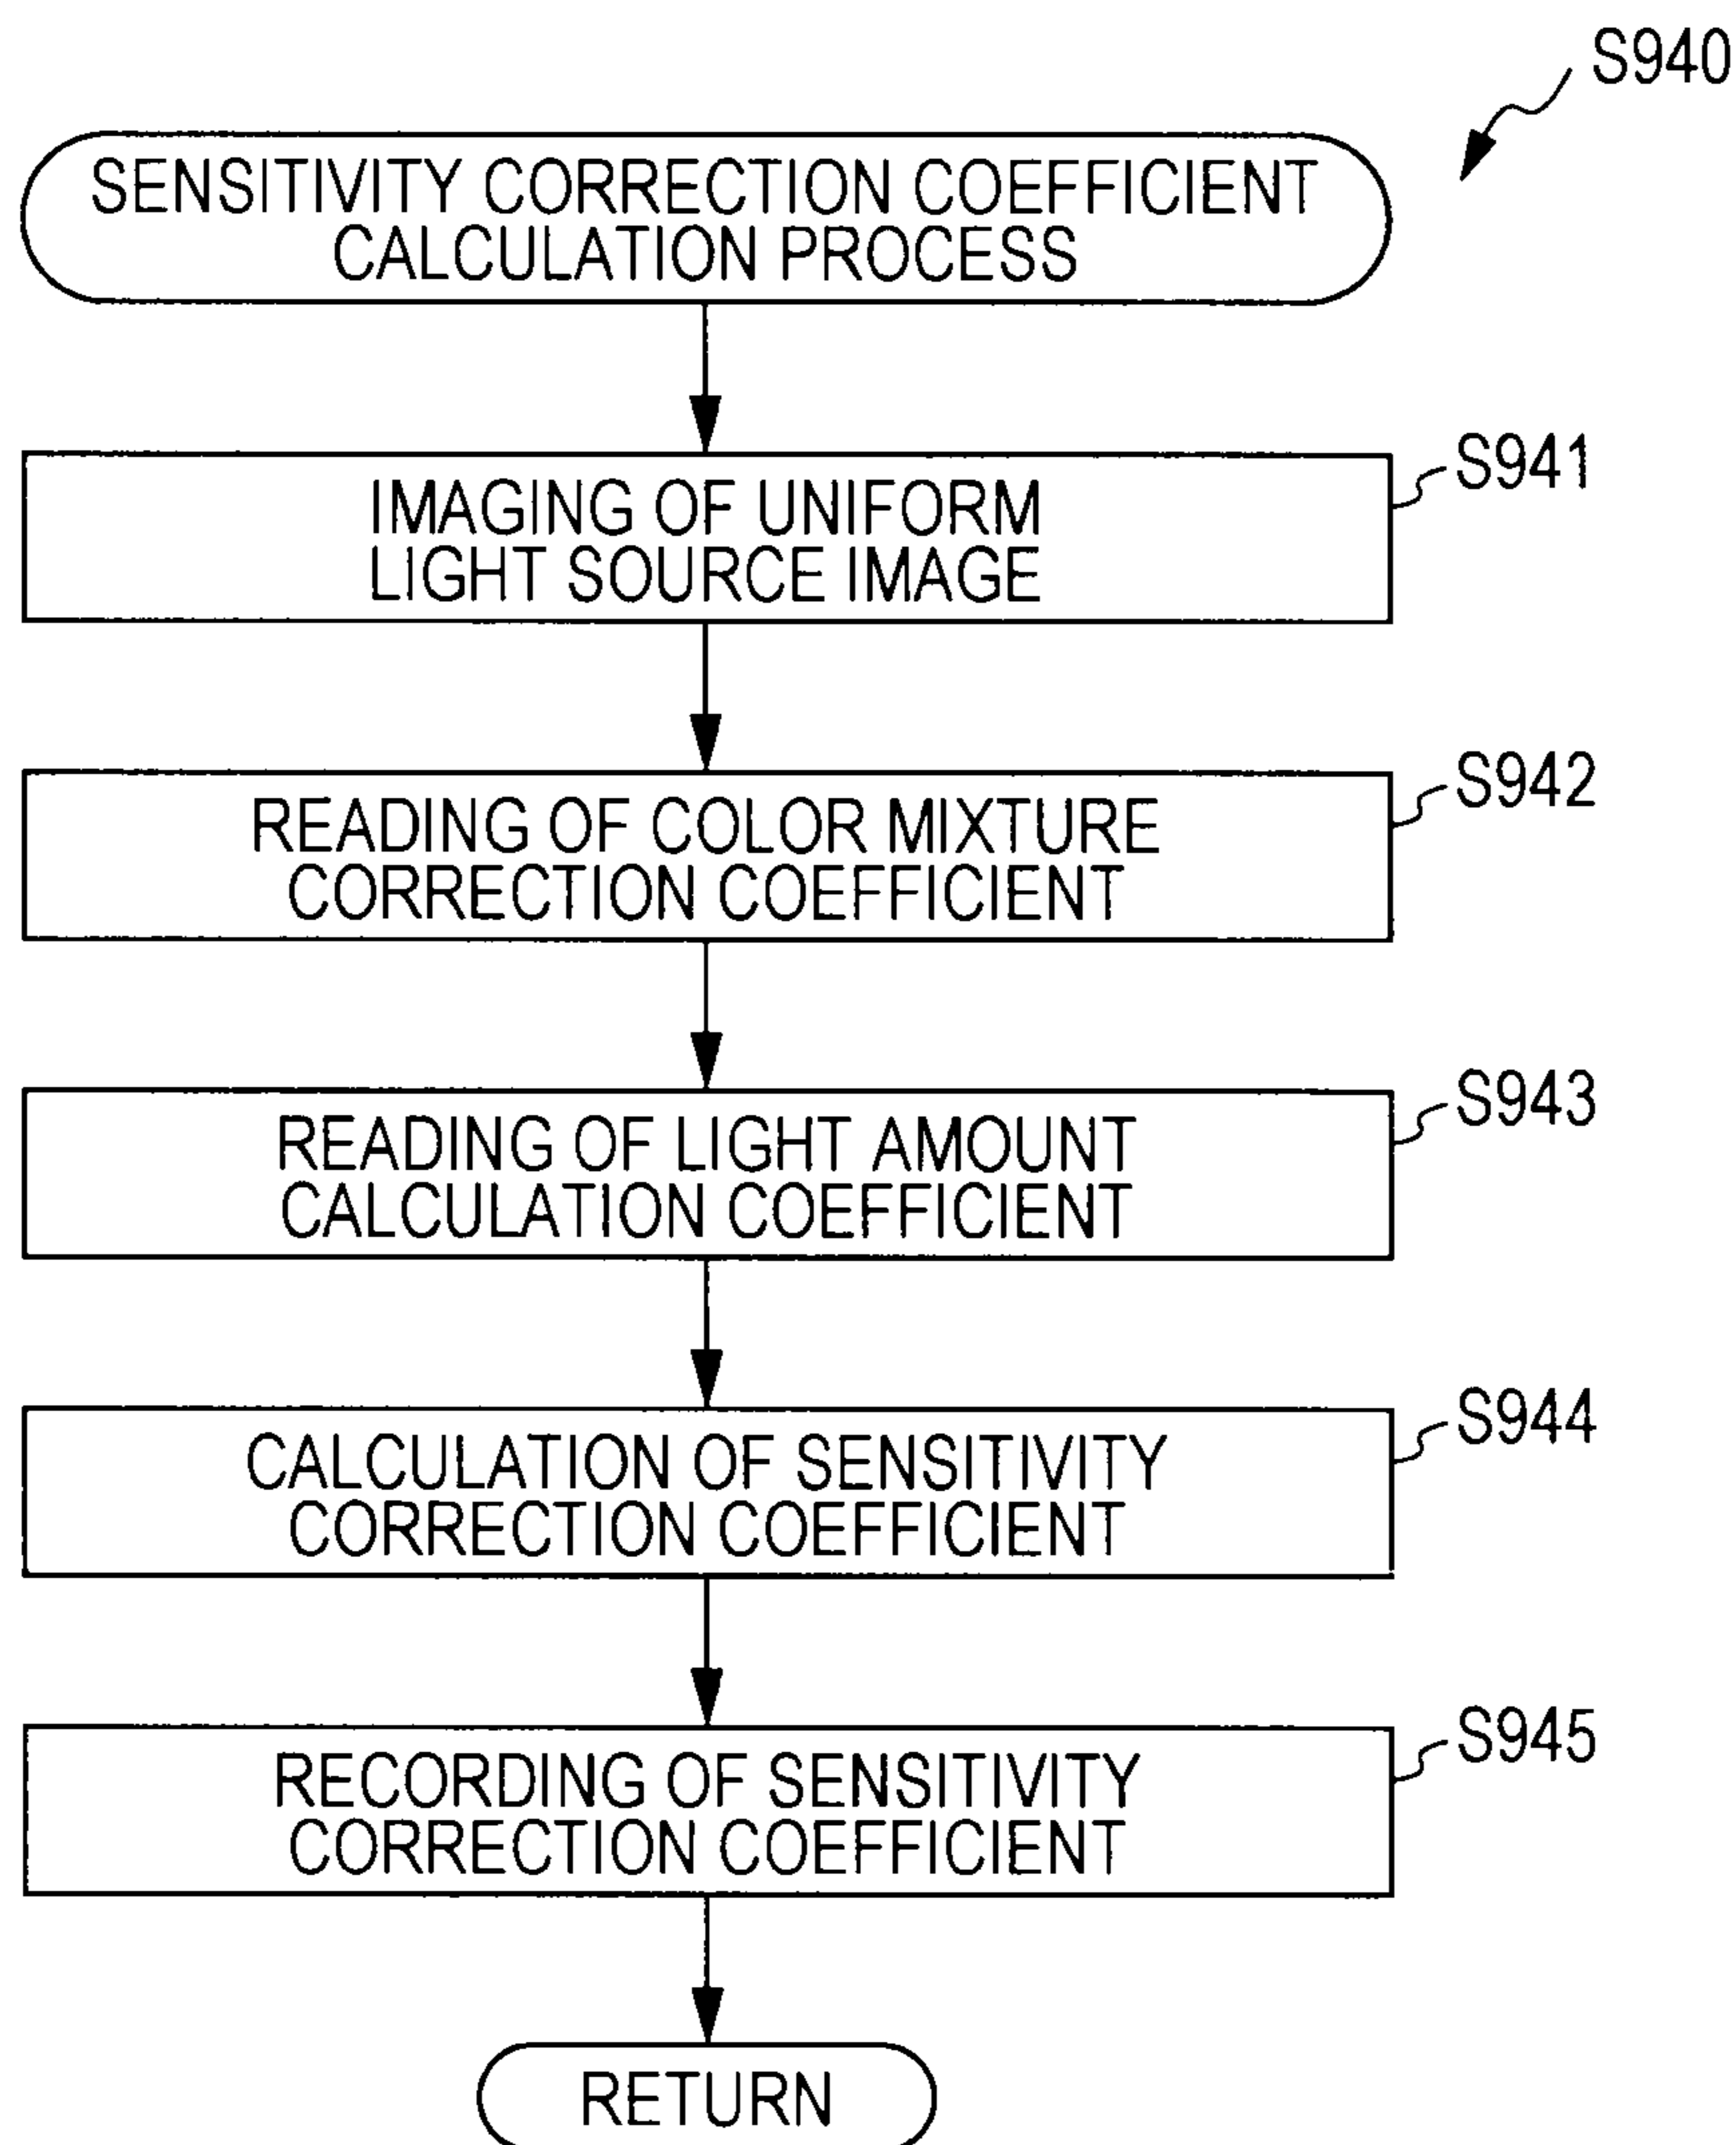 S940
SENSITIVITY CORRECTION COEFFICIENT
CALCULATION PROCESS
S941
IMAGING OF UNIFORM
LIGHT SOURCE IMAGE
S942
READING OF COLOR MIXTURE
CORRECTION COEFFICIENT
S943
READING OF LIGHT AMOUNT
CALCULATION COEFFICIENT
S944
CALCULATION OF SENSITIVITY
CORRECTION COEFFICIENT
S945
RECORDING OF SENSITIVITY
CORRECTION COEFFICIENT
RETURN